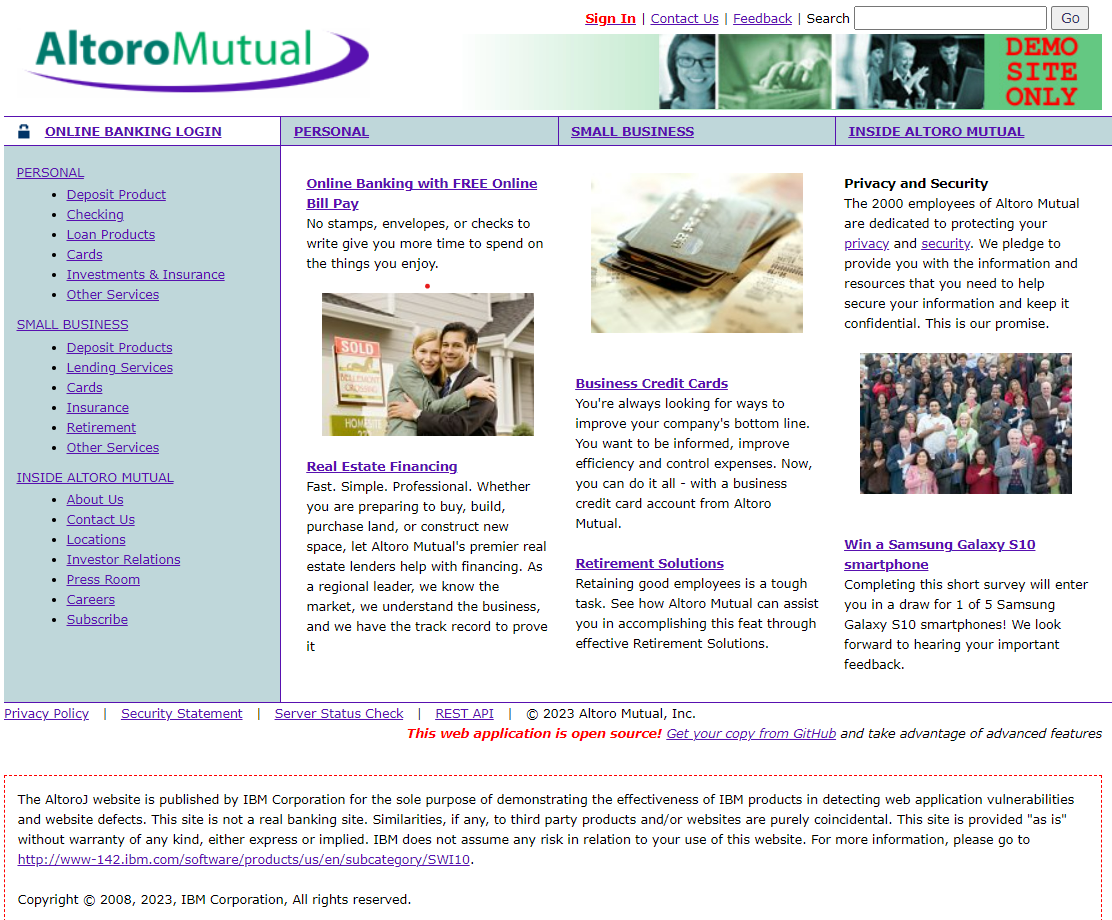 Sign In | Contact Us | Feedback | Search Go
AltoroMutual
DEMO
SITE
ONLY
ONLINE BANKING LOGIN
PERSONAL
SMALL BUSINESS
INSIDE ALTORO MUTUAL
PERSONAL
Deposit Product
Checking
Loan Products
Cards
Investments & Insurance
Other Services
SMALL BUSINESS
Deposit Products
Lending Services
Cards
Insurance
Retirement
Other Services
INSIDE ALTORO MUTUAL
About Us
Contact Us
Locations
Investor Relations
Press Room
Careers
Subscribe
Online Banking with FREE Online
Bill Pay
No stamps, envelopes, or checks to
write give you more time to spend on
the things you enjoy.
SOLD
BELLEMONT
CROSSING
HOMESITE
Real Estate Financing
Fast. Simple. Professional. Whether
you are preparing to buy, build,
purchase land, or construct new
space, let Altoro Mutual's premier real
estate lenders help with financing. As
a regional leader, we know the
market, we understand the business,
and we have the track record to prove
it
Business Credit Cards
You're always looking for ways to
improve your company's bottom line.
You want to be informed, improve
efficiency and control expenses. Now,
you can do it all - with a business
credit card account from Altoro
Mutual.
Retirement Solutions
Retaining good employees is a tough
task. See how Altoro Mutual can assist
you in accomplishing this feat through
effective Retirement Solutions.
Privacy and Security
The 2000 employees of Altoro Mutual
are dedicated to protecting your
privacy and security. We pledge to
provide you with the information and
resources that you need to help
secure your information and keep it
confidential. This is our promise.
Win a Samsung Galaxy S10
smartphone
Completing this short survey will enter
you in a draw for 1 of 5 Samsung
Galaxy S10 smartphones! We look
forward to hearing your important
feedback.
Privacy Policy | Security Statement | Server Status Check | REST API | © 2023 Altoro Mutual, Inc.
This web application is open source! Get your copy from GitHub and take advantage of advanced features
The AltoroJ website is published by IBM Corporation for the sole purpose of demonstrating the effectiveness of IBM products in detecting web application vulnerabilities
and website defects. This site is not a real banking site. Similarities, if any, to third party products and/or websites are purely coincidental. This site is provided "as is"
without warranty of any kind, either express or implied. IBM does not assume any risk in relation to your use of this website. For more information, please go to
http://www-142.ibm.com/software/products/us/en/subcategory/SWI10.
Copyright © 2008, 2023, IBM Corporation, All rights reserved.